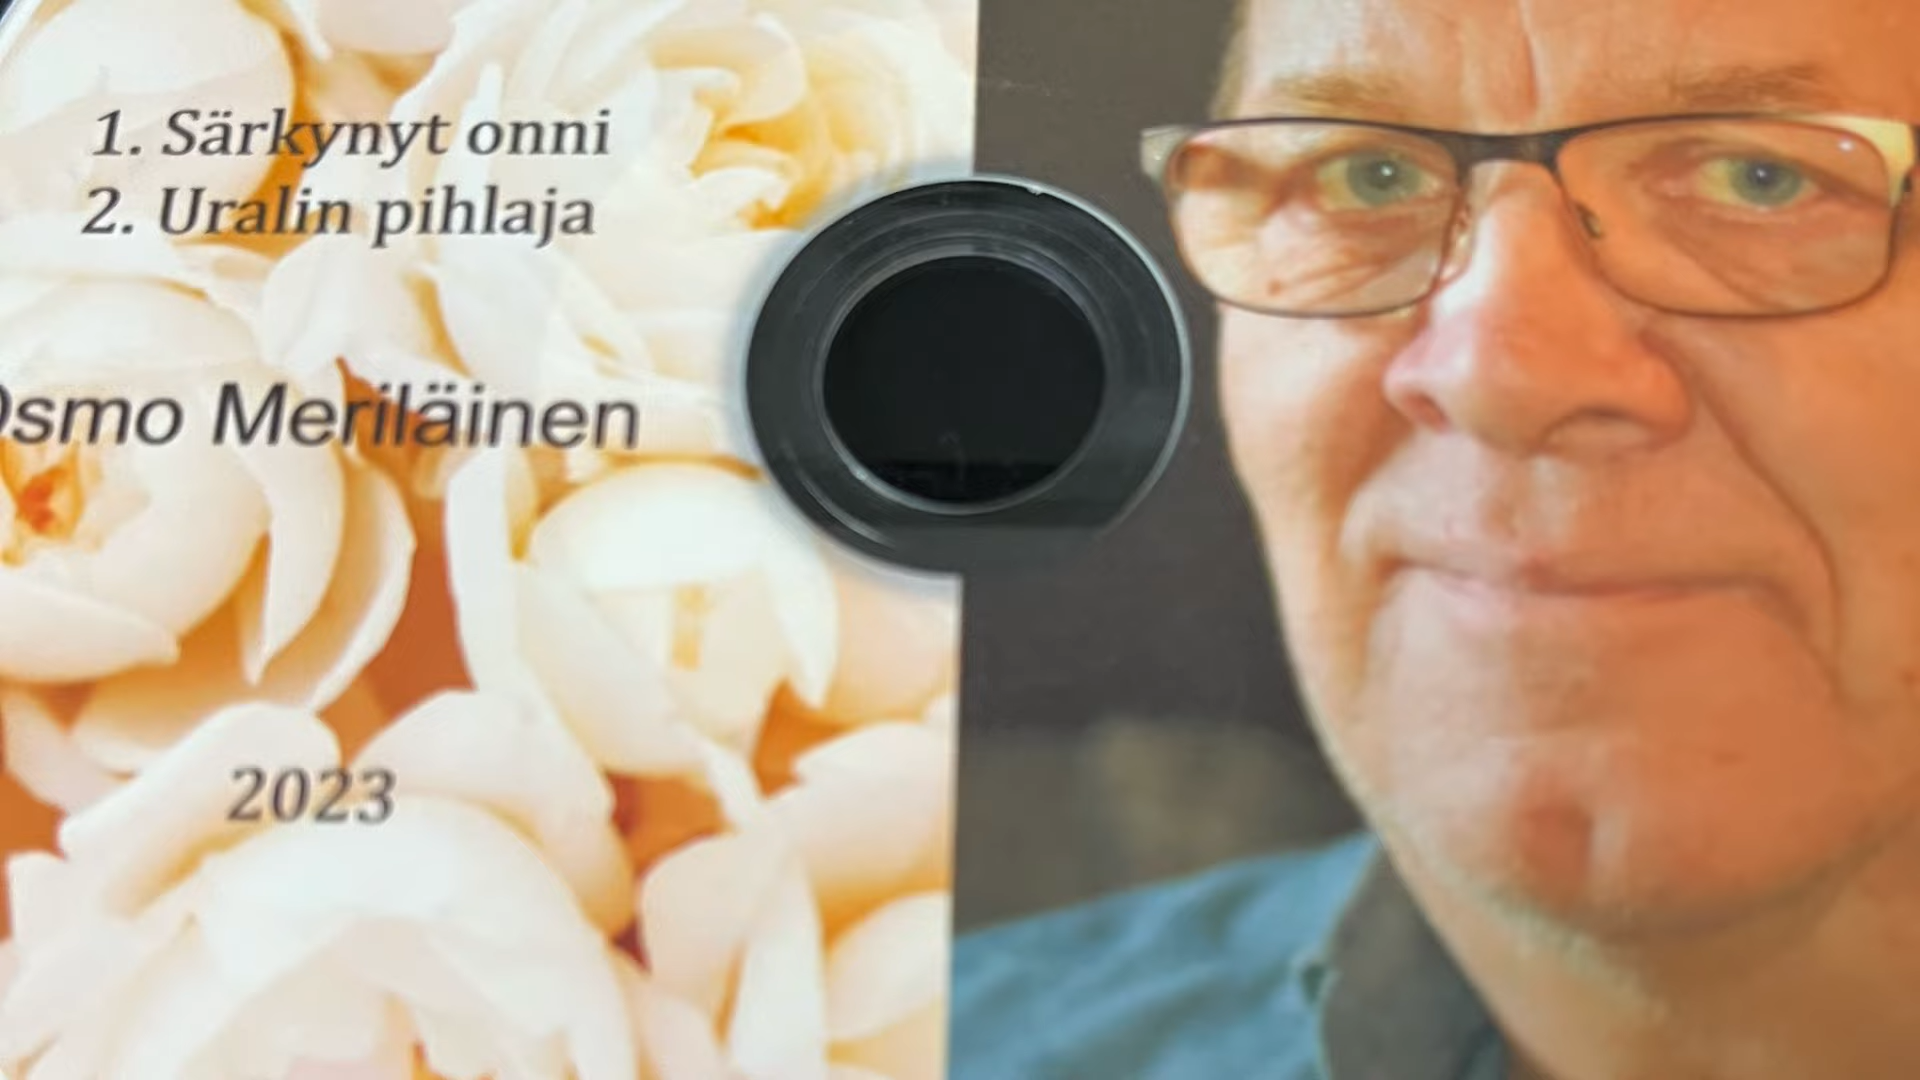 1. Särkynyt onni
2. Uralin pihlaja
Osmo Meriläinen
2023